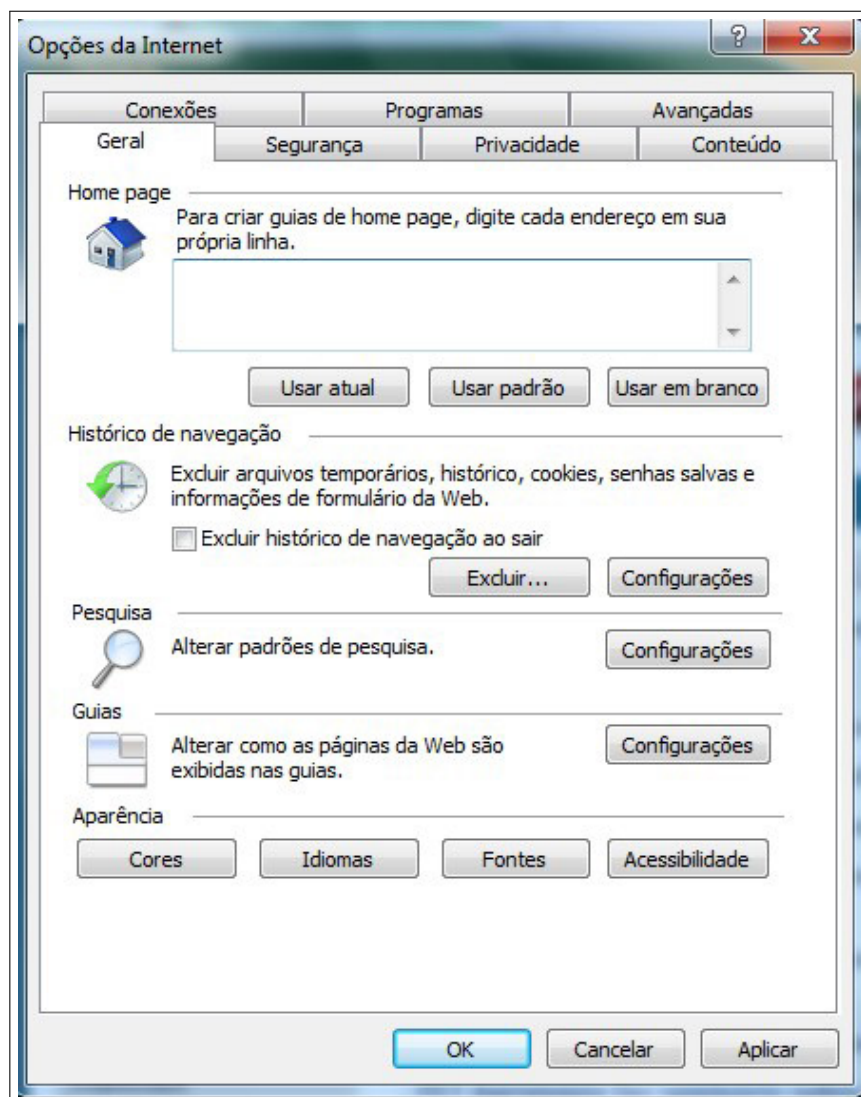 Opções da Internet
Conexões Programas Avançadas
Geral Segurança Privacidade Conteúdo
Home page
Para criar guias de home page, digite cada endereço em sua
própria linha.
Usar atual Usar padrão Usar em branco
Histórico de navegação
Excluir arquivos temporários, histórico, cookies, senhas salvas e
informações de formulário da Web.
Excluir histórico de navegação ao sair
Excluir... Configurações
Pesquisa
Alterar padrões de pesquisa. Configurações
Guias
Alterar como as páginas da Web são
exibidas nas guias.
Configurações
Aparência
Cores Idiomas Fontes Acessibilidade
OK Cancelar Aplicar